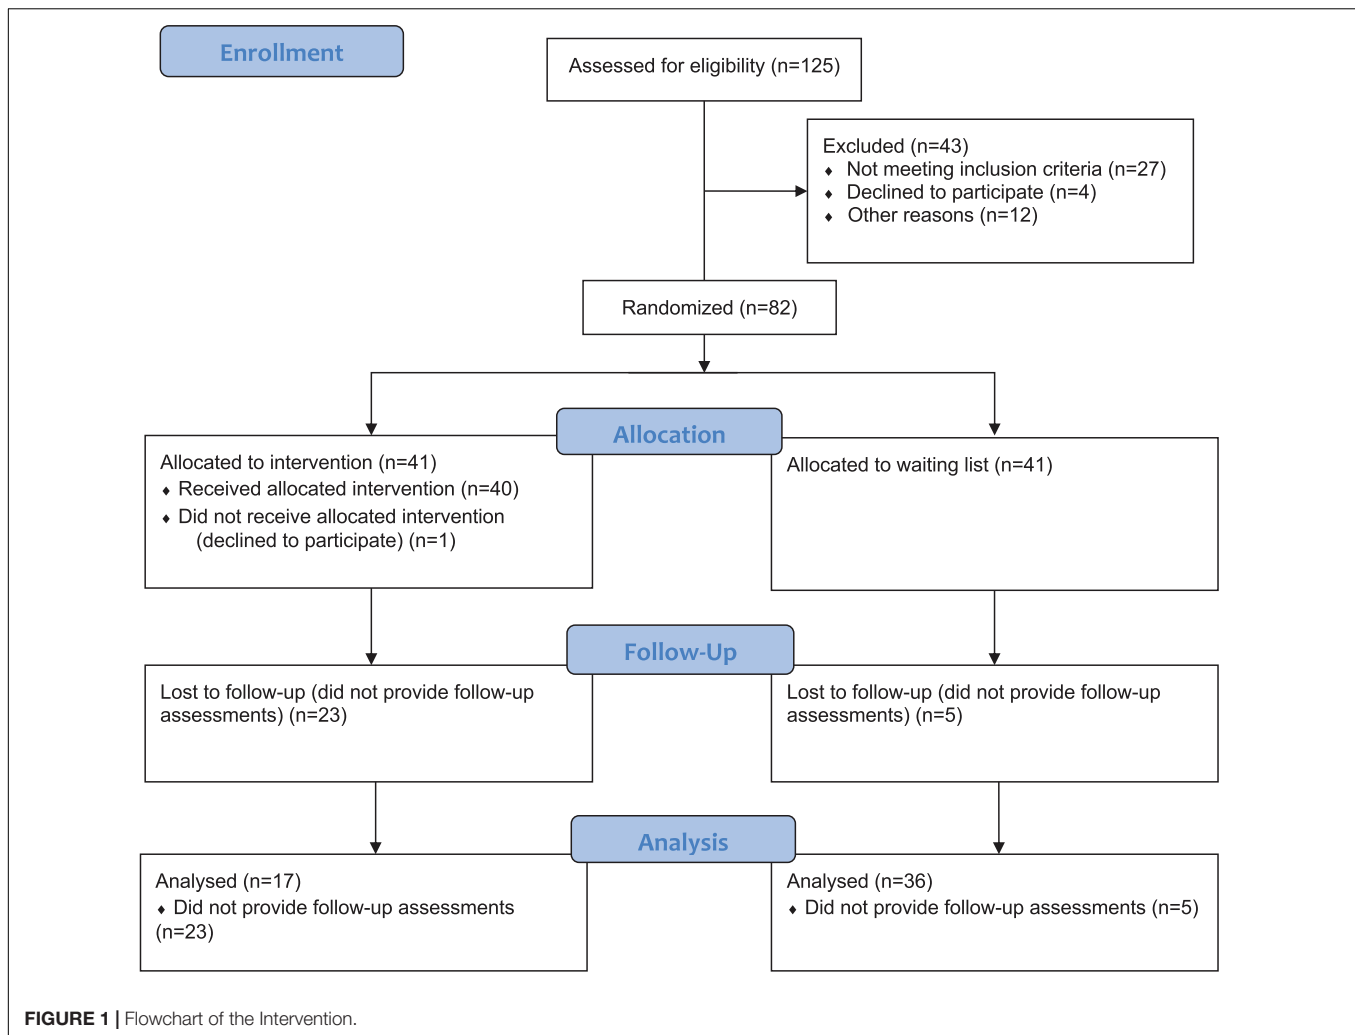 Enrollment
Assessed for eligibility (n=125)
Excluded (n=43)
♦ Not meeting inclusion criteria (n=27)
♦ Declined to participate (n=4)
♦ Other reasons (n=12)
Randomized (n=82)
Allocation
Allocated to intervention (n=41)
♦ Received allocated intervention (n=40)
♦ Did not receive allocated intervention
(declined to participate) (n=1)
Allocated to waiting list (n=41)
Follow-Up
Lost to follow-up (did not provide follow-up
assessments) (n=23)
Lost to follow-up (did not provide follow-up
assessments) (n=5)
Analysis
Analysed (n=17)
♦ Did not provide follow-up assessments
(n=23)
Analysed (n=36)
♦ Did not provide follow-up assessments (n=5)
FIGURE 1 | Flowchart of the Intervention.